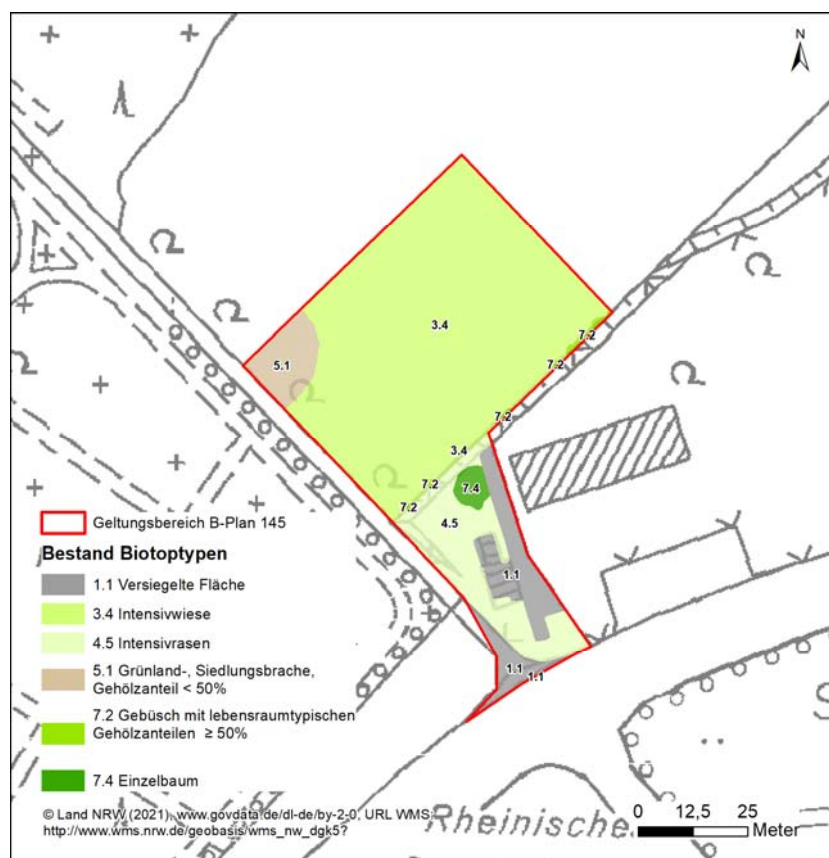 N
3.4
5.1
7.2
7.2
7.2
3.4
7.2
7.4
7.2
4.5
1.1
1.1
1.1
Geltungsbereich B-Plan 145
Bestand Biotoptypen
1.1 Versiegelte Fläche
3.4 Intensivwiese
4.5 Intensivrasen
5.1 Grünland-, Siedlungsbrache,
Gehölzanteil < 50%
7.2 Gebüsch mit lebensraumtypischen
Gehölzanteilen ≥ 50%
7.4 Einzelbaum
© Land NRW (2021), www.govdata.de/dl-de/by-2-0, URL WMS:
http://www.wms.nrw.de/geobasis/wms_nw_dgk5?
Rheinische
S
0 12,5 25
Meter